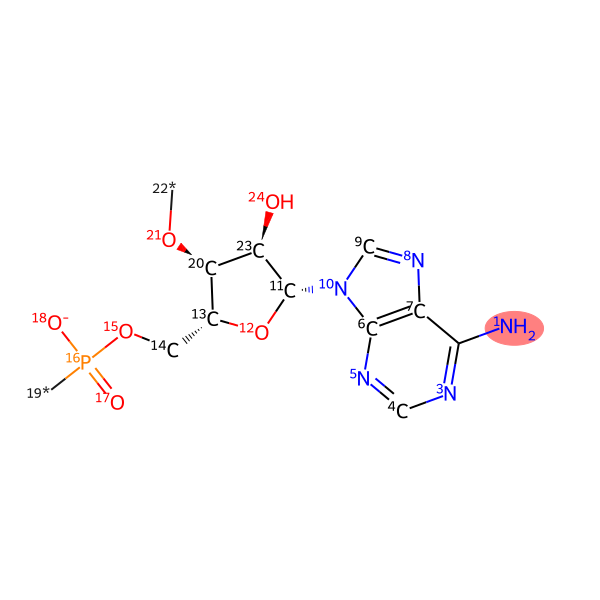 22*
24OH
21O
20C
23C
9C
8N
11C
10N
7C
13C
12O
6C
1NH2
18O-
15O
14C
16P
5N
3N
19*
17O
4C